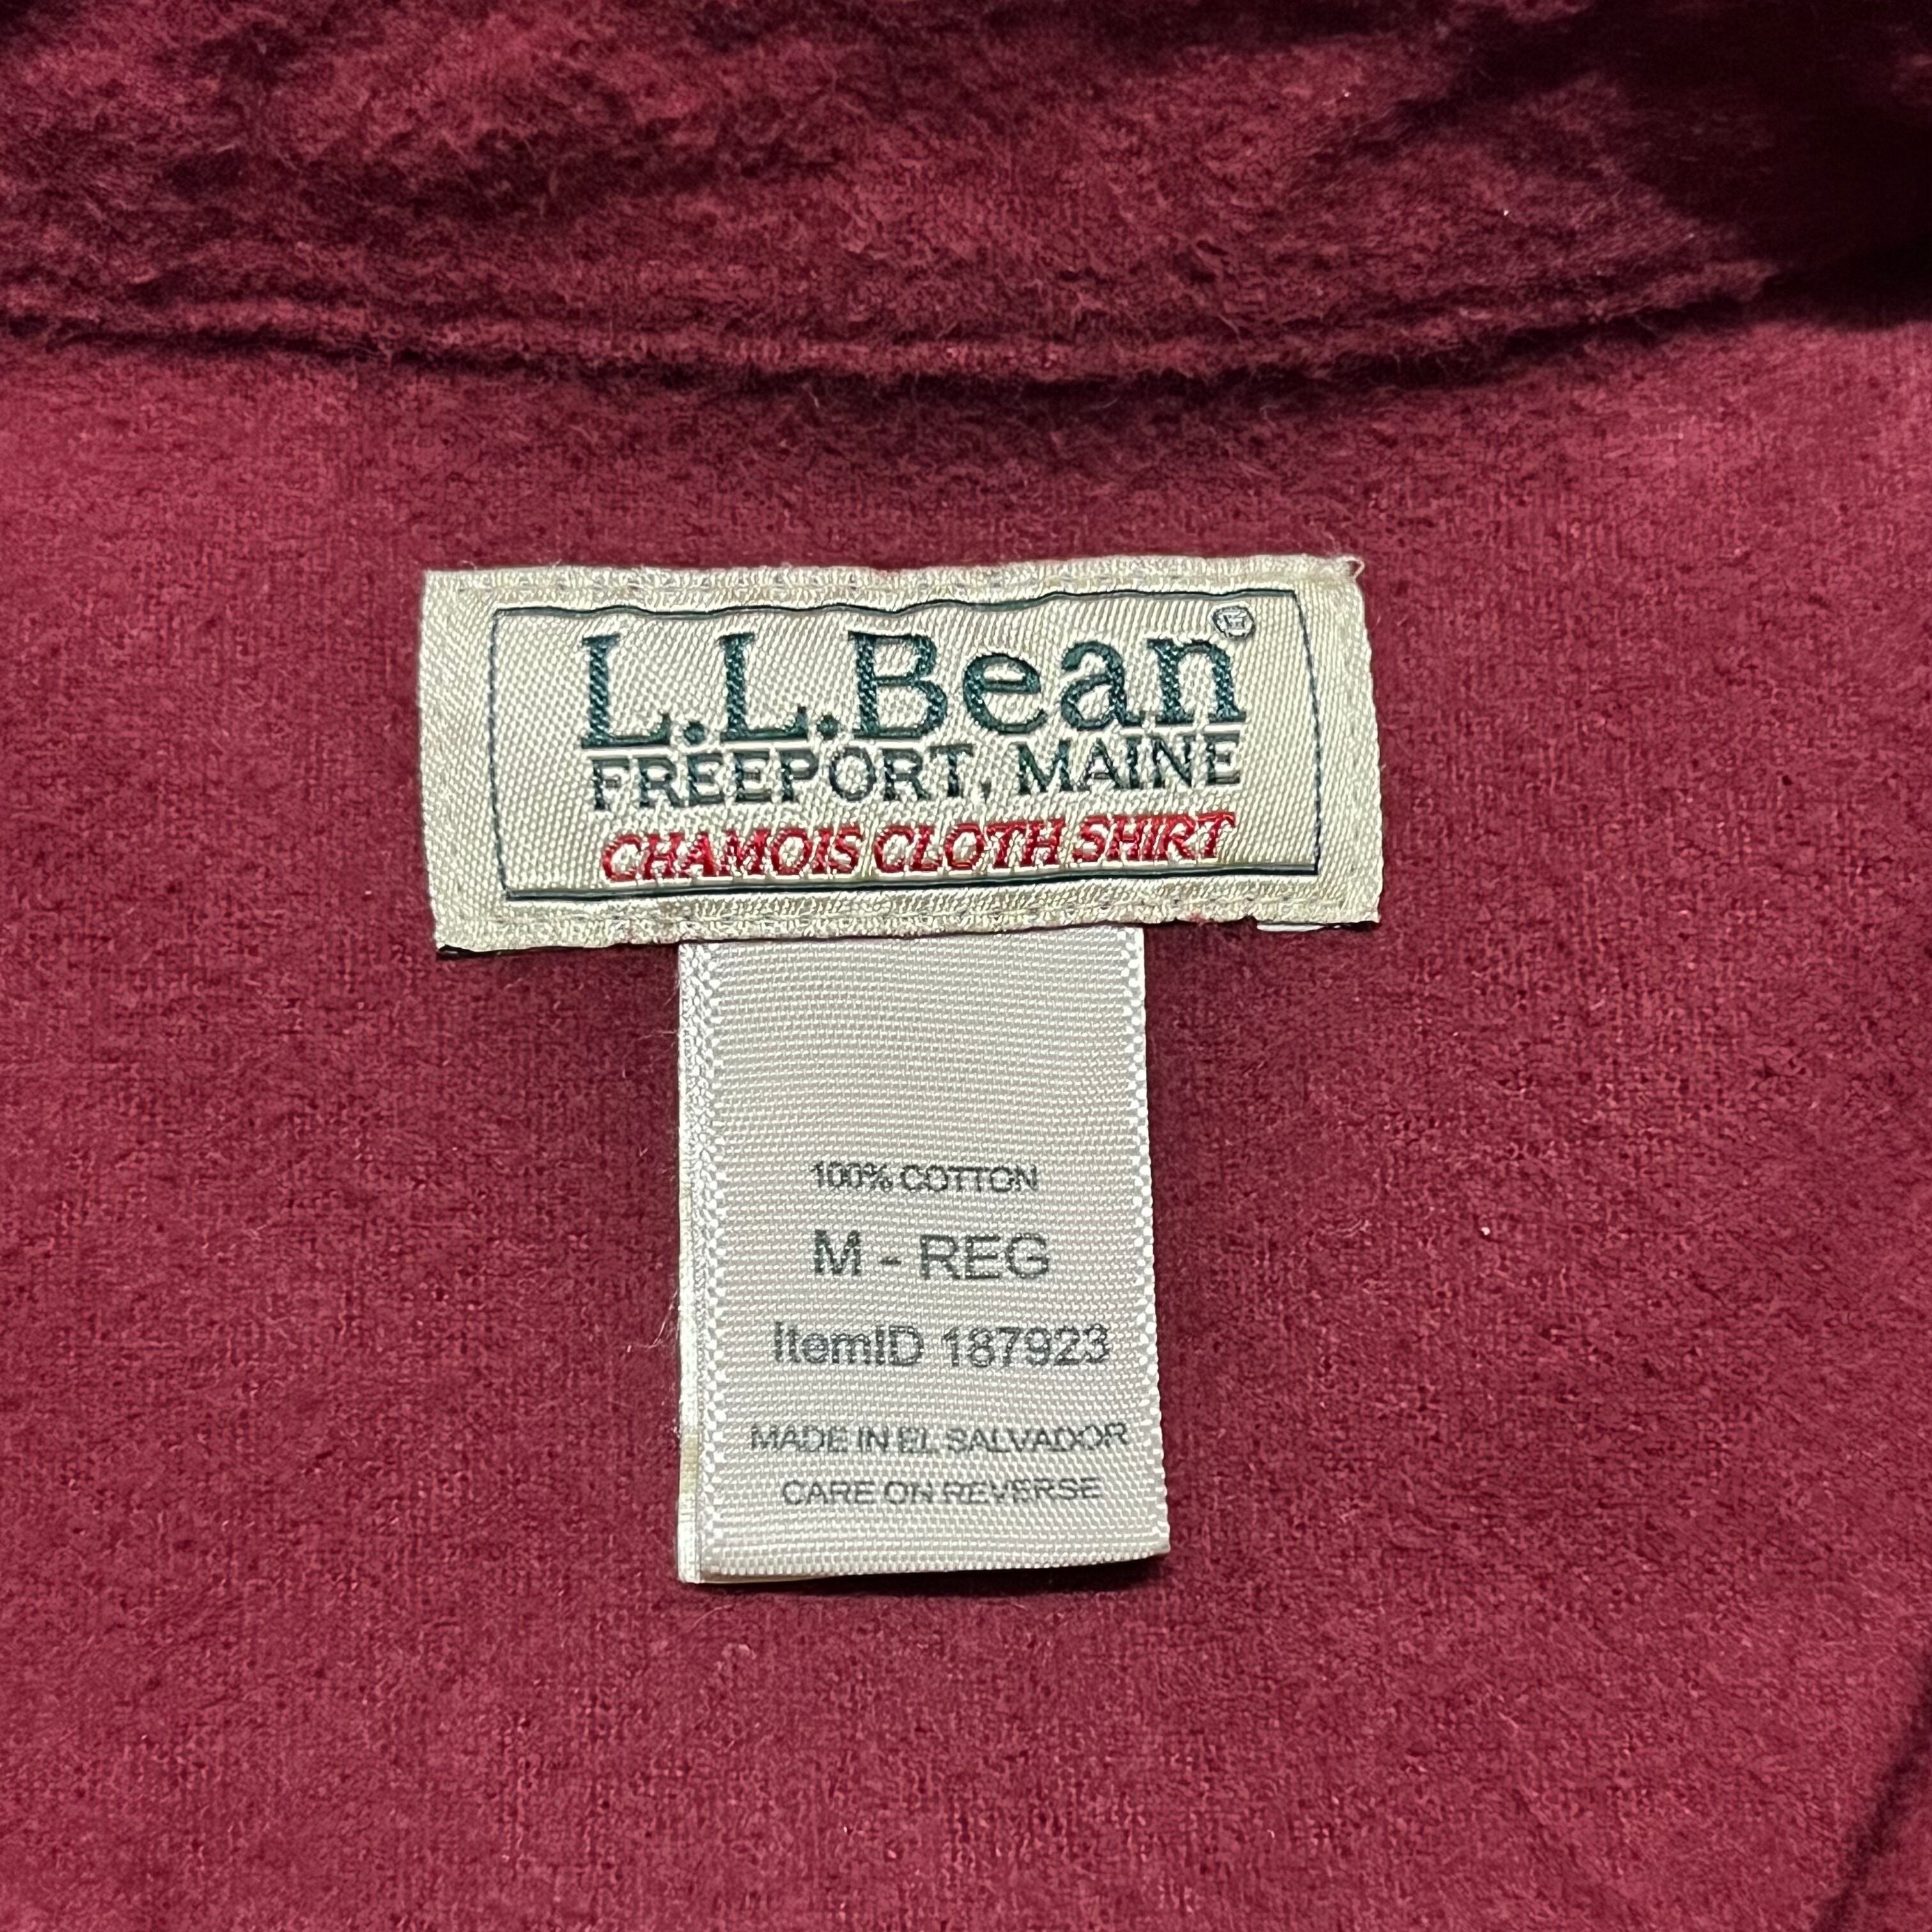 L.L.Bean®
FREEPORT, MAINE
CHAMOIS CLOTH SHIRT
100% COTTON
M - REG
ItemID 187923
MADE IN EL SALVADOR
CARE ON REVERSE